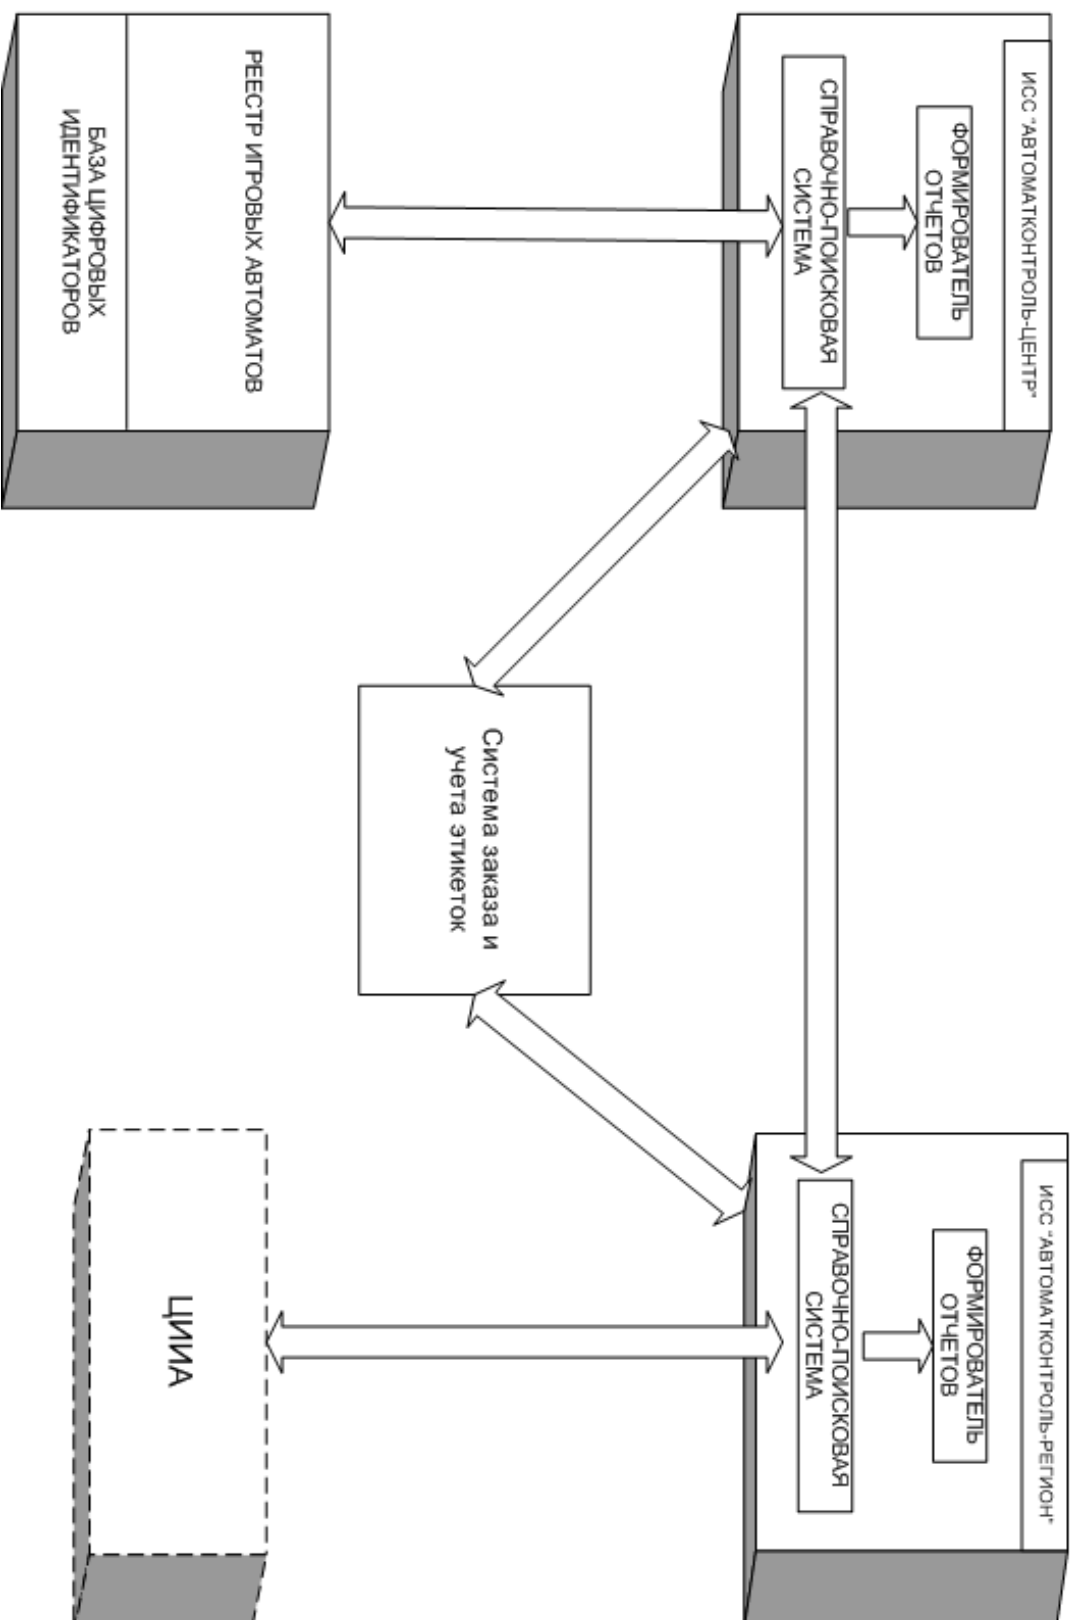 ИСС "АВТОМАТКОНТРОЛЬ-ЦЕНТР"
ФОРМИРОВАТЕЛЬ
ОТЧЕТОВ
СПРАВОЧНО-ПОИСКОВАЯ
СИСТЕМА
ИСС "АВТОМАТКОНТРОЛЬ-РЕГИОН"
ФОРМИРОВАТЕЛЬ
ОТЧЕТОВ
СПРАВОЧНО-ПОИСКОВАЯ
СИСТЕМА
Система заказа и
учета этикеток
РЕЕСТР ИГРОВЫХ АВТОМАТОВ
БАЗА ЦИФРОВЫХ
ИДЕНТИФИКАТОРОВ
ЦИИА